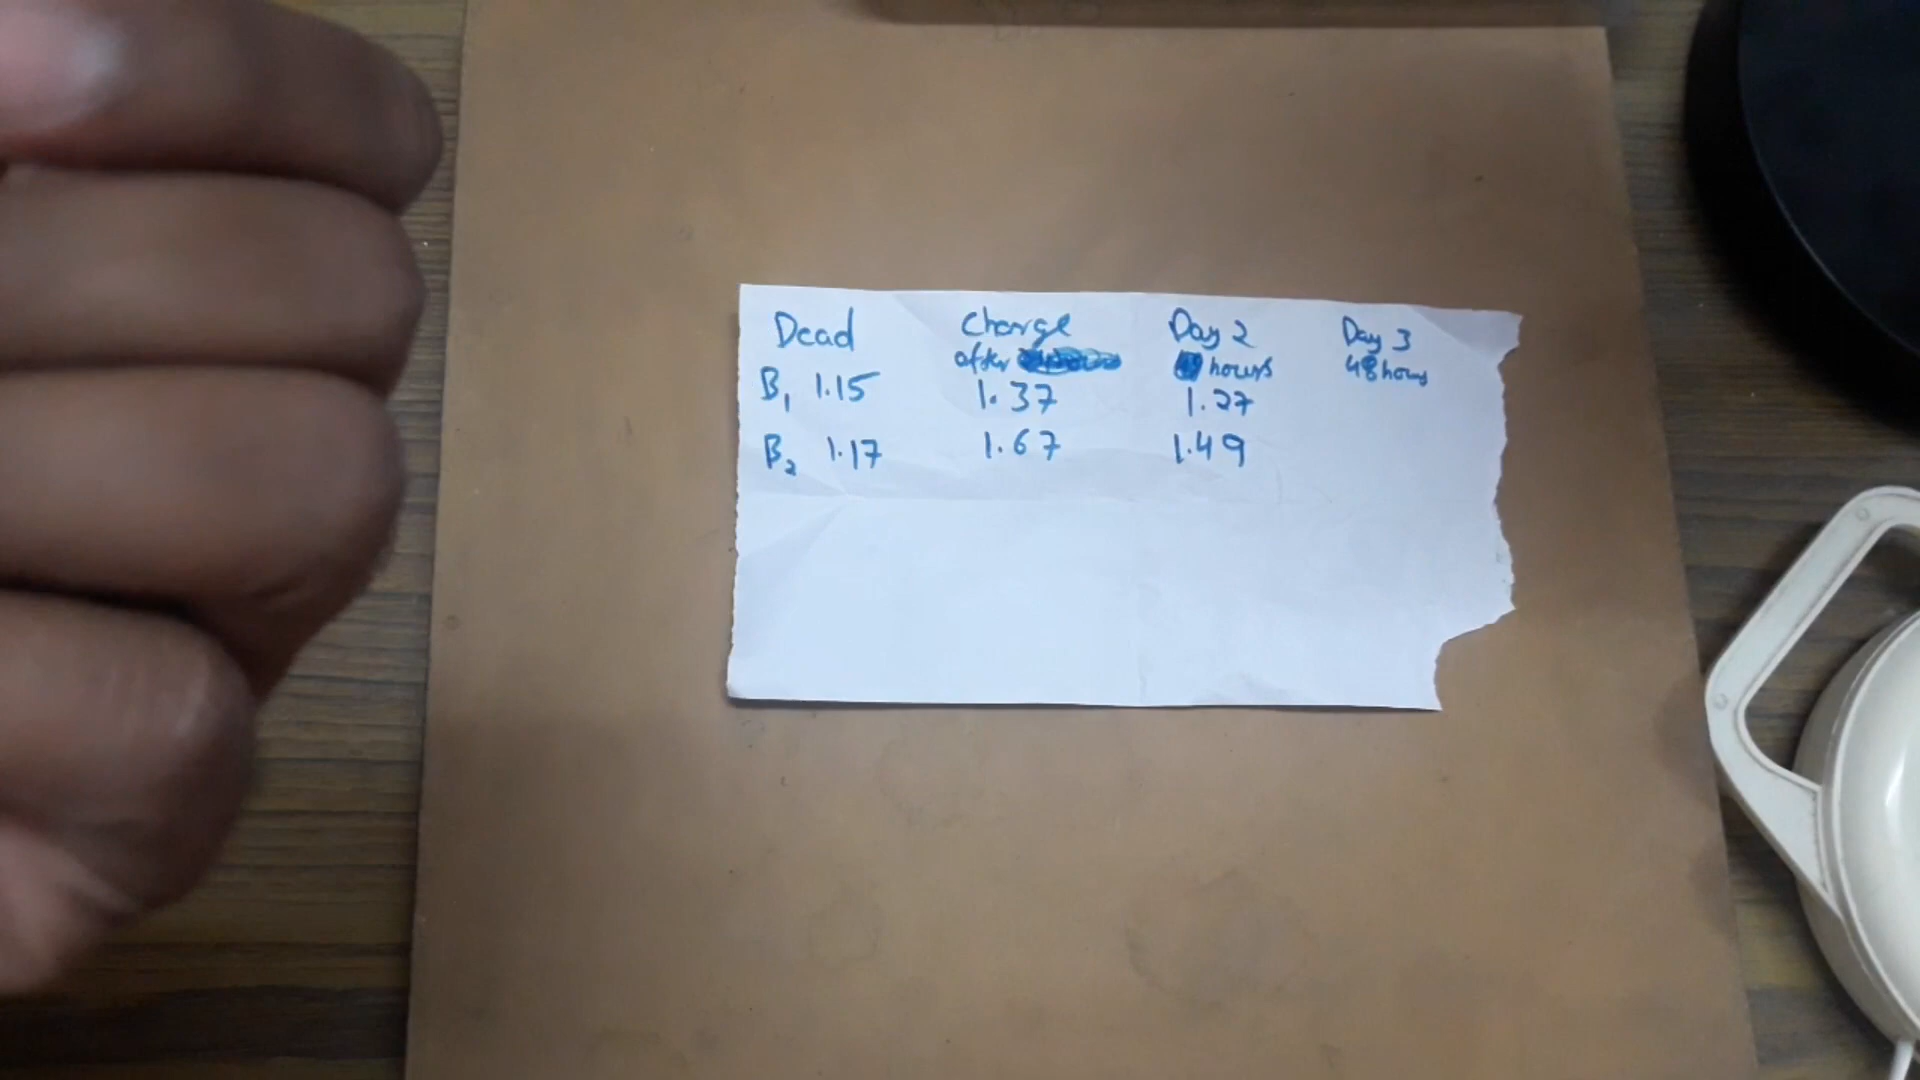 Dead Charge Day 2 Day 3
after hours 48 hours
B₁ 1.15 1.37 1.27
B₂ 1.17 1.67 1.49